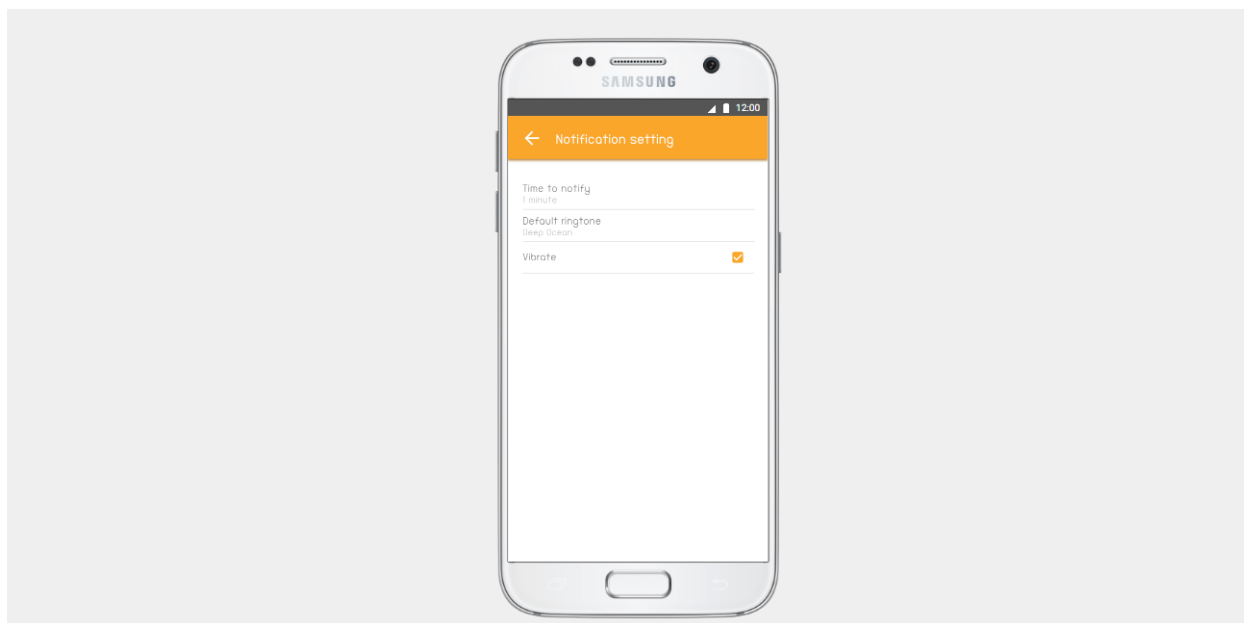 SAMSUNG
12:00
Notification setting
Time to notify
1 minute
Default ringtone
Deep Ocean
Vibrate